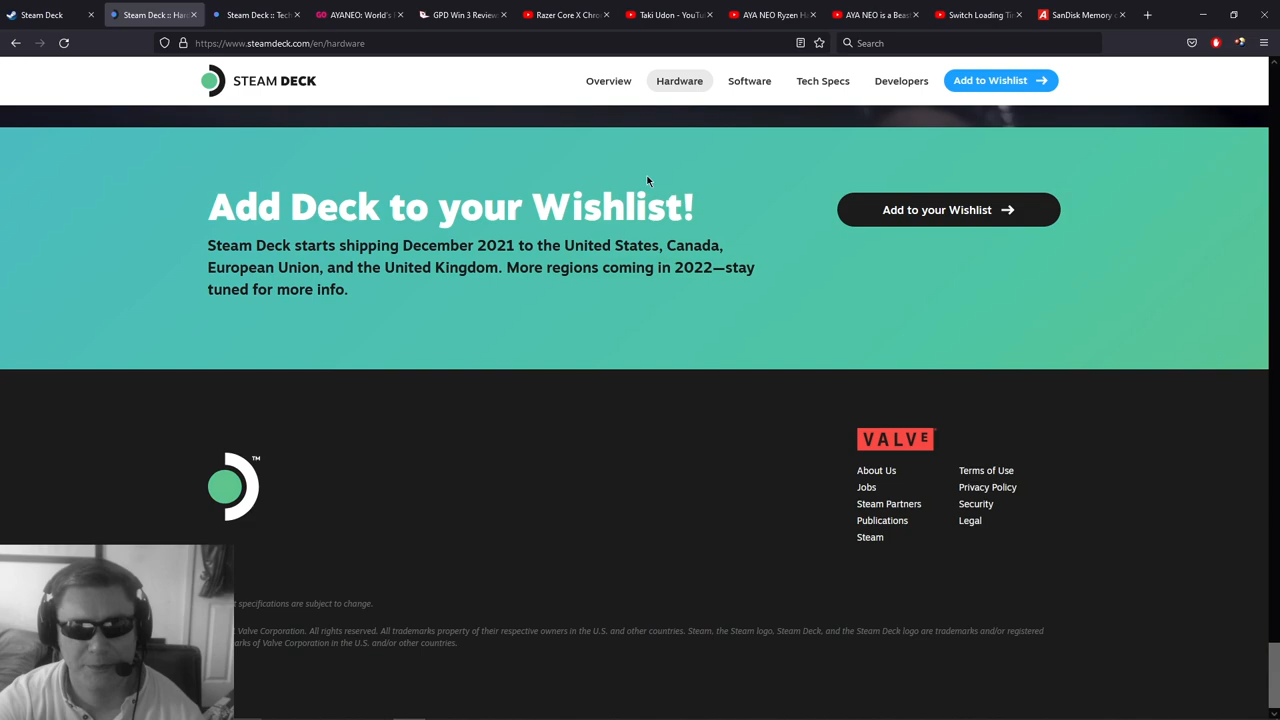 Steam Deck
Steam Deck :: Har
Steam Deck :: Tech
AYANEO: World's F
GPD Win 3 Review
Razer Core X Chro
Taki Udon - YouTu
AYA NEO Ryzen Ha
AYA NEO is a Beas
Switch Loading Tim
SanDisk Memory
https://www.steamdeck.com/en/hardware
Search
STEAM DECK
Overview
Hardware
Software
Tech Specs
Developers
Add to Wishlist
Add Deck to your Wishlist!
Steam Deck starts shipping December 2021 to the United States, Canada,
European Union, and the United Kingdom. More regions coming in 2022—stay
tuned for more info.
Add to your Wishlist
TM
VALVE
About Us
Jobs
Steam Partners
Publications
Steam
Terms of Use
Privacy Policy
Security
Legal
t specifications are subject to change.
Valve Corporation. All rights reserved. All trademarks property of their respective owners in the U.S. and other countries. Steam, the Steam logo, Steam Deck, and the Steam Deck logo are trademarks and/or registered
arks of Valve Corporation in the U.S. and/or other countries.